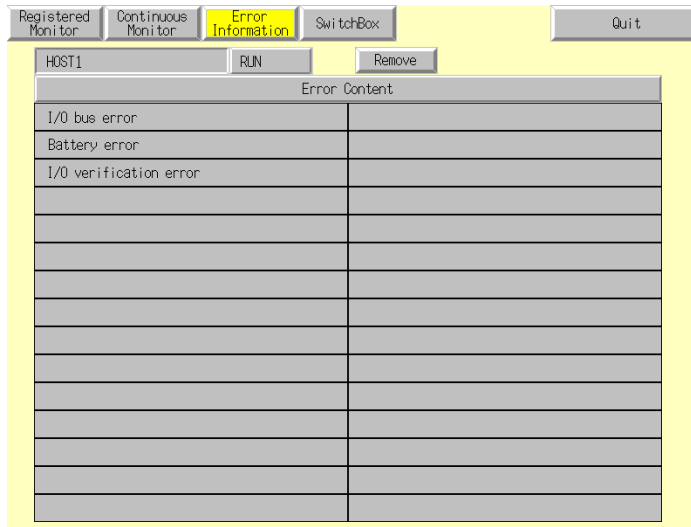 Registered Monitor
Continuous Monitor
Error Information
SwitchBox
Quit
HOST1
RUN
Remove
Error Content
I/O bus error
Battery error
I/O verification error